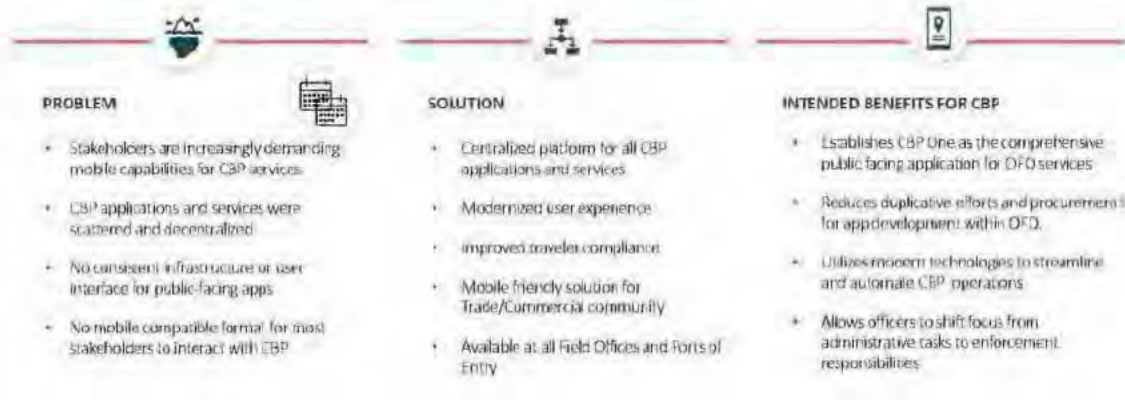 PROBLEM
Stakeholders are increasingly demanding
mobile capabilities for CBP services
CBP applications and services were
scattered and decentralized
No consistent infrastructure or user
interface for public-facing apps
No mobile compatible format for most
stakeholders to interact with CBP
SOLUTION
Centralized platform for all CBP
applications and services
Modernized user experience
Improved traveler compliance
Mobile friendly solution for
Trade/Commercial community
Available at all Field Offices and Ports of
Entry
INTENDED BENEFITS FOR CBP
Establishes CBP One as the comprehensive
public facing application for OFO services
Reduces duplicative efforts and procurements
for app development within OFO.
Utilizes modern technologies to streamline
and automate CBP operations
Allows officers to shift focus from
administrative tasks to enforcement
responsibilities